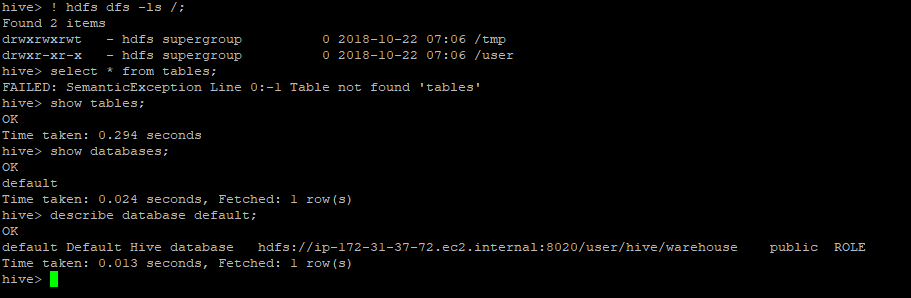 hive> ! hdfs dfs -ls /;
Found 2 items
drwxrwxrwt   - hdfs supergroup          0 2018-10-22 07:06 /tmp
drwxr-xr-x   - hdfs supergroup          0 2018-10-22 07:06 /user
hive> select * from tables;
FAILED: SemanticException Line 0:-1 Table not found 'tables'
hive> show tables;
OK
Time taken: 0.294 seconds
hive> show databases;
OK
default
Time taken: 0.024 seconds, Fetched: 1 row(s)
hive> describe database default;
OK
default Default Hive database   hdfs://ip-172-31-37-72.ec2.internal:8020/user/hive/warehouse    public  ROLE
Time taken: 0.013 seconds, Fetched: 1 row(s)
hive>